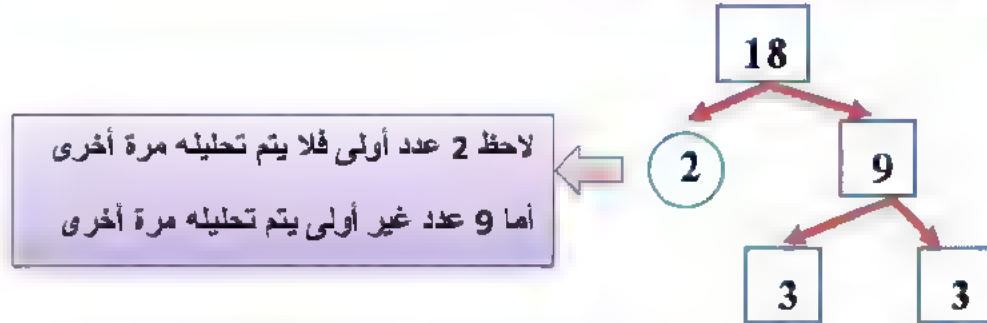 18
لاحظ 2 عدد أولى فلا يتم تحليله مرة أخرى
2
9
أما 9 عدد غير أولى يتم تحليله مرة أخرى
3
3